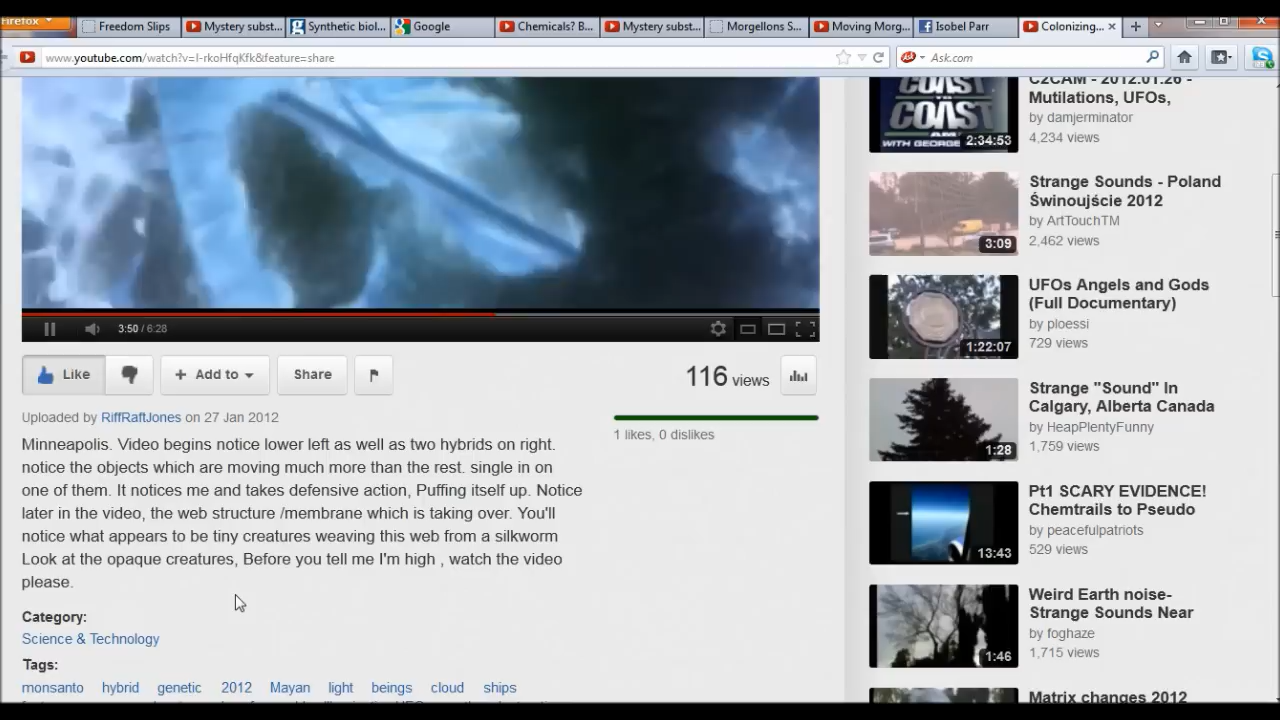 Firefox
Freedom Slips
Mystery subst...
Synthetic biol...
Google
Chemicals? B...
Mystery subst...
Morgellons S...
Moving Morg...
Isobel Parr
Colonizing...
www.youtube.com/watch?v=I-rkoHfqKfk&feature=share
Ask.com
3:50 / 6:28
Like
Add to
Share
116 views
Uploaded by RiffRaftJones on 27 Jan 2012
1 likes, 0 dislikes
Minneapolis. Video begins notice lower left as well as two hybrids on right.
notice the objects which are moving much more than the rest. single in on
one of them. It notices me and takes defensive action, Puffing itself up. Notice
later in the video, the web structure /membrane which is taking over. You'll
notice what appears to be tiny creatures weaving this web from a silkworm
Look at the opaque creatures, Before you tell me I'm high , watch the video
please.
Category:
Science & Technology
Tags:
monsanto hybrid genetic 2012 Mayan light beings cloud ships
COAST
COAST AM
WITH GEORGE
2:34:53
C2CAM - 2012.01.26 -
Mutilations, UFOs,
by damjerminator
4,234 views
3:09
Strange Sounds - Poland
Świnoujście 2012
by ArtTouchTM
2,462 views
1:22:07
UFOs Angels and Gods
(Full Documentary)
by ploessi
729 views
1:28
Strange "Sound" In
Calgary, Alberta Canada
by HeapPlentyFunny
1,759 views
13:43
Pt1 SCARY EVIDENCE!
Chemtrails to Pseudo
by peacefulpatriots
529 views
1:46
Weird Earth noise-
Strange Sounds Near
by foghaze
1,715 views
Matrix changes 2012